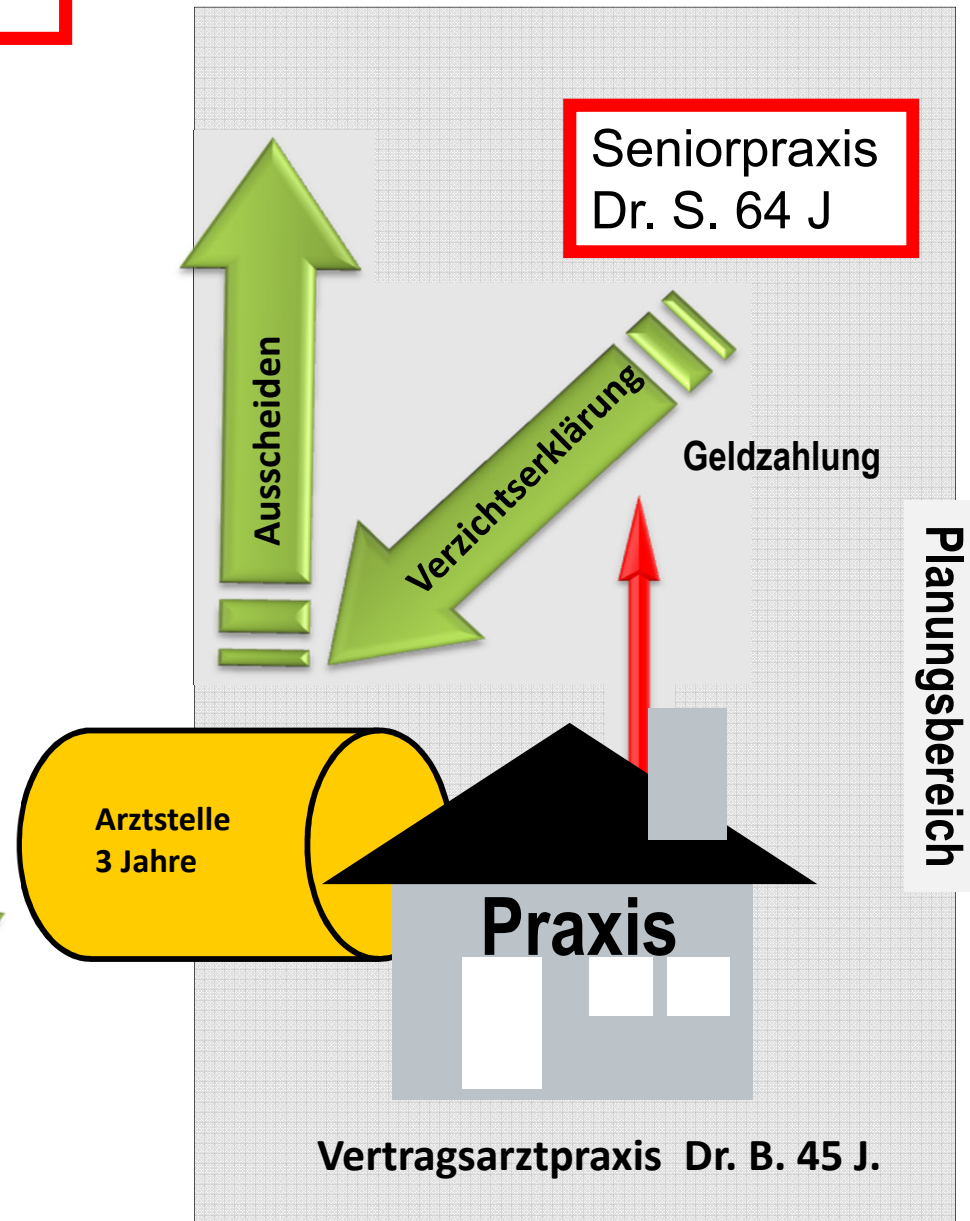 Seniorpraxis
Dr. S. 64 J
Ausscheiden
Verzichtserklärung
Geldzahlung
Planungsbereich
Arztstelle
3 Jahre
Praxis
Vertragsarztpraxis Dr. B. 45 J.